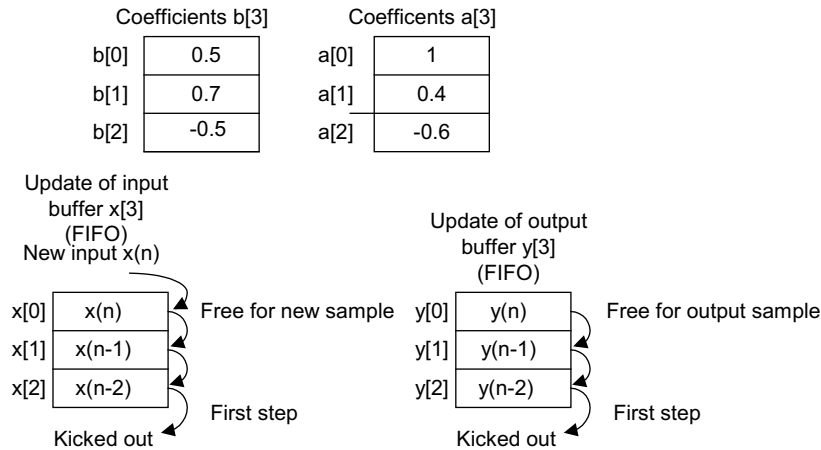 Coefficients b[3]
Coefficents a[3]
b[0] 0.5
a[0] 1
b[1] 0.7
a[1] 0.4
b[2] -0.5
a[2] -0.6
Update of input
buffer x[3]
(FIFO)
New input x(n)
x[0] x(n) Free for new sample
x[1] x(n-1)
x[2] x(n-2)
First step
Kicked out
Update of output
buffer y[3]
(FIFO)
y[0] y(n) Free for output sample
y[1] y(n-1)
y[2] y(n-2)
First step
Kicked out